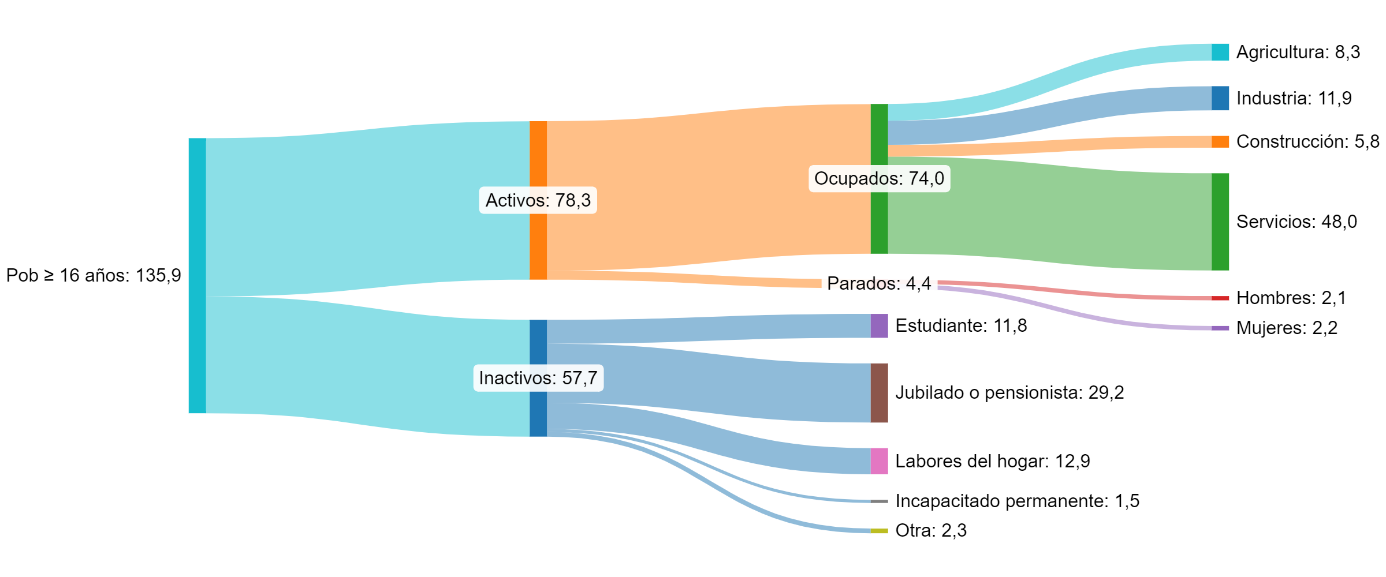 Pob ≥ 16 años: 135,9
Activos: 78,3
Inactivos: 57,7
Ocupados: 74,0
Parados: 4,4
Estudiante: 11,8
Jubilado o pensionista: 29,2
Labores del hogar: 12,9
Incapacitado permanente: 1,5
Otra: 2,3
Agricultura: 8,3
Industria: 11,9
Construcción: 5,8
Servicios: 48,0
Hombres: 2,1
Mujeres: 2,2